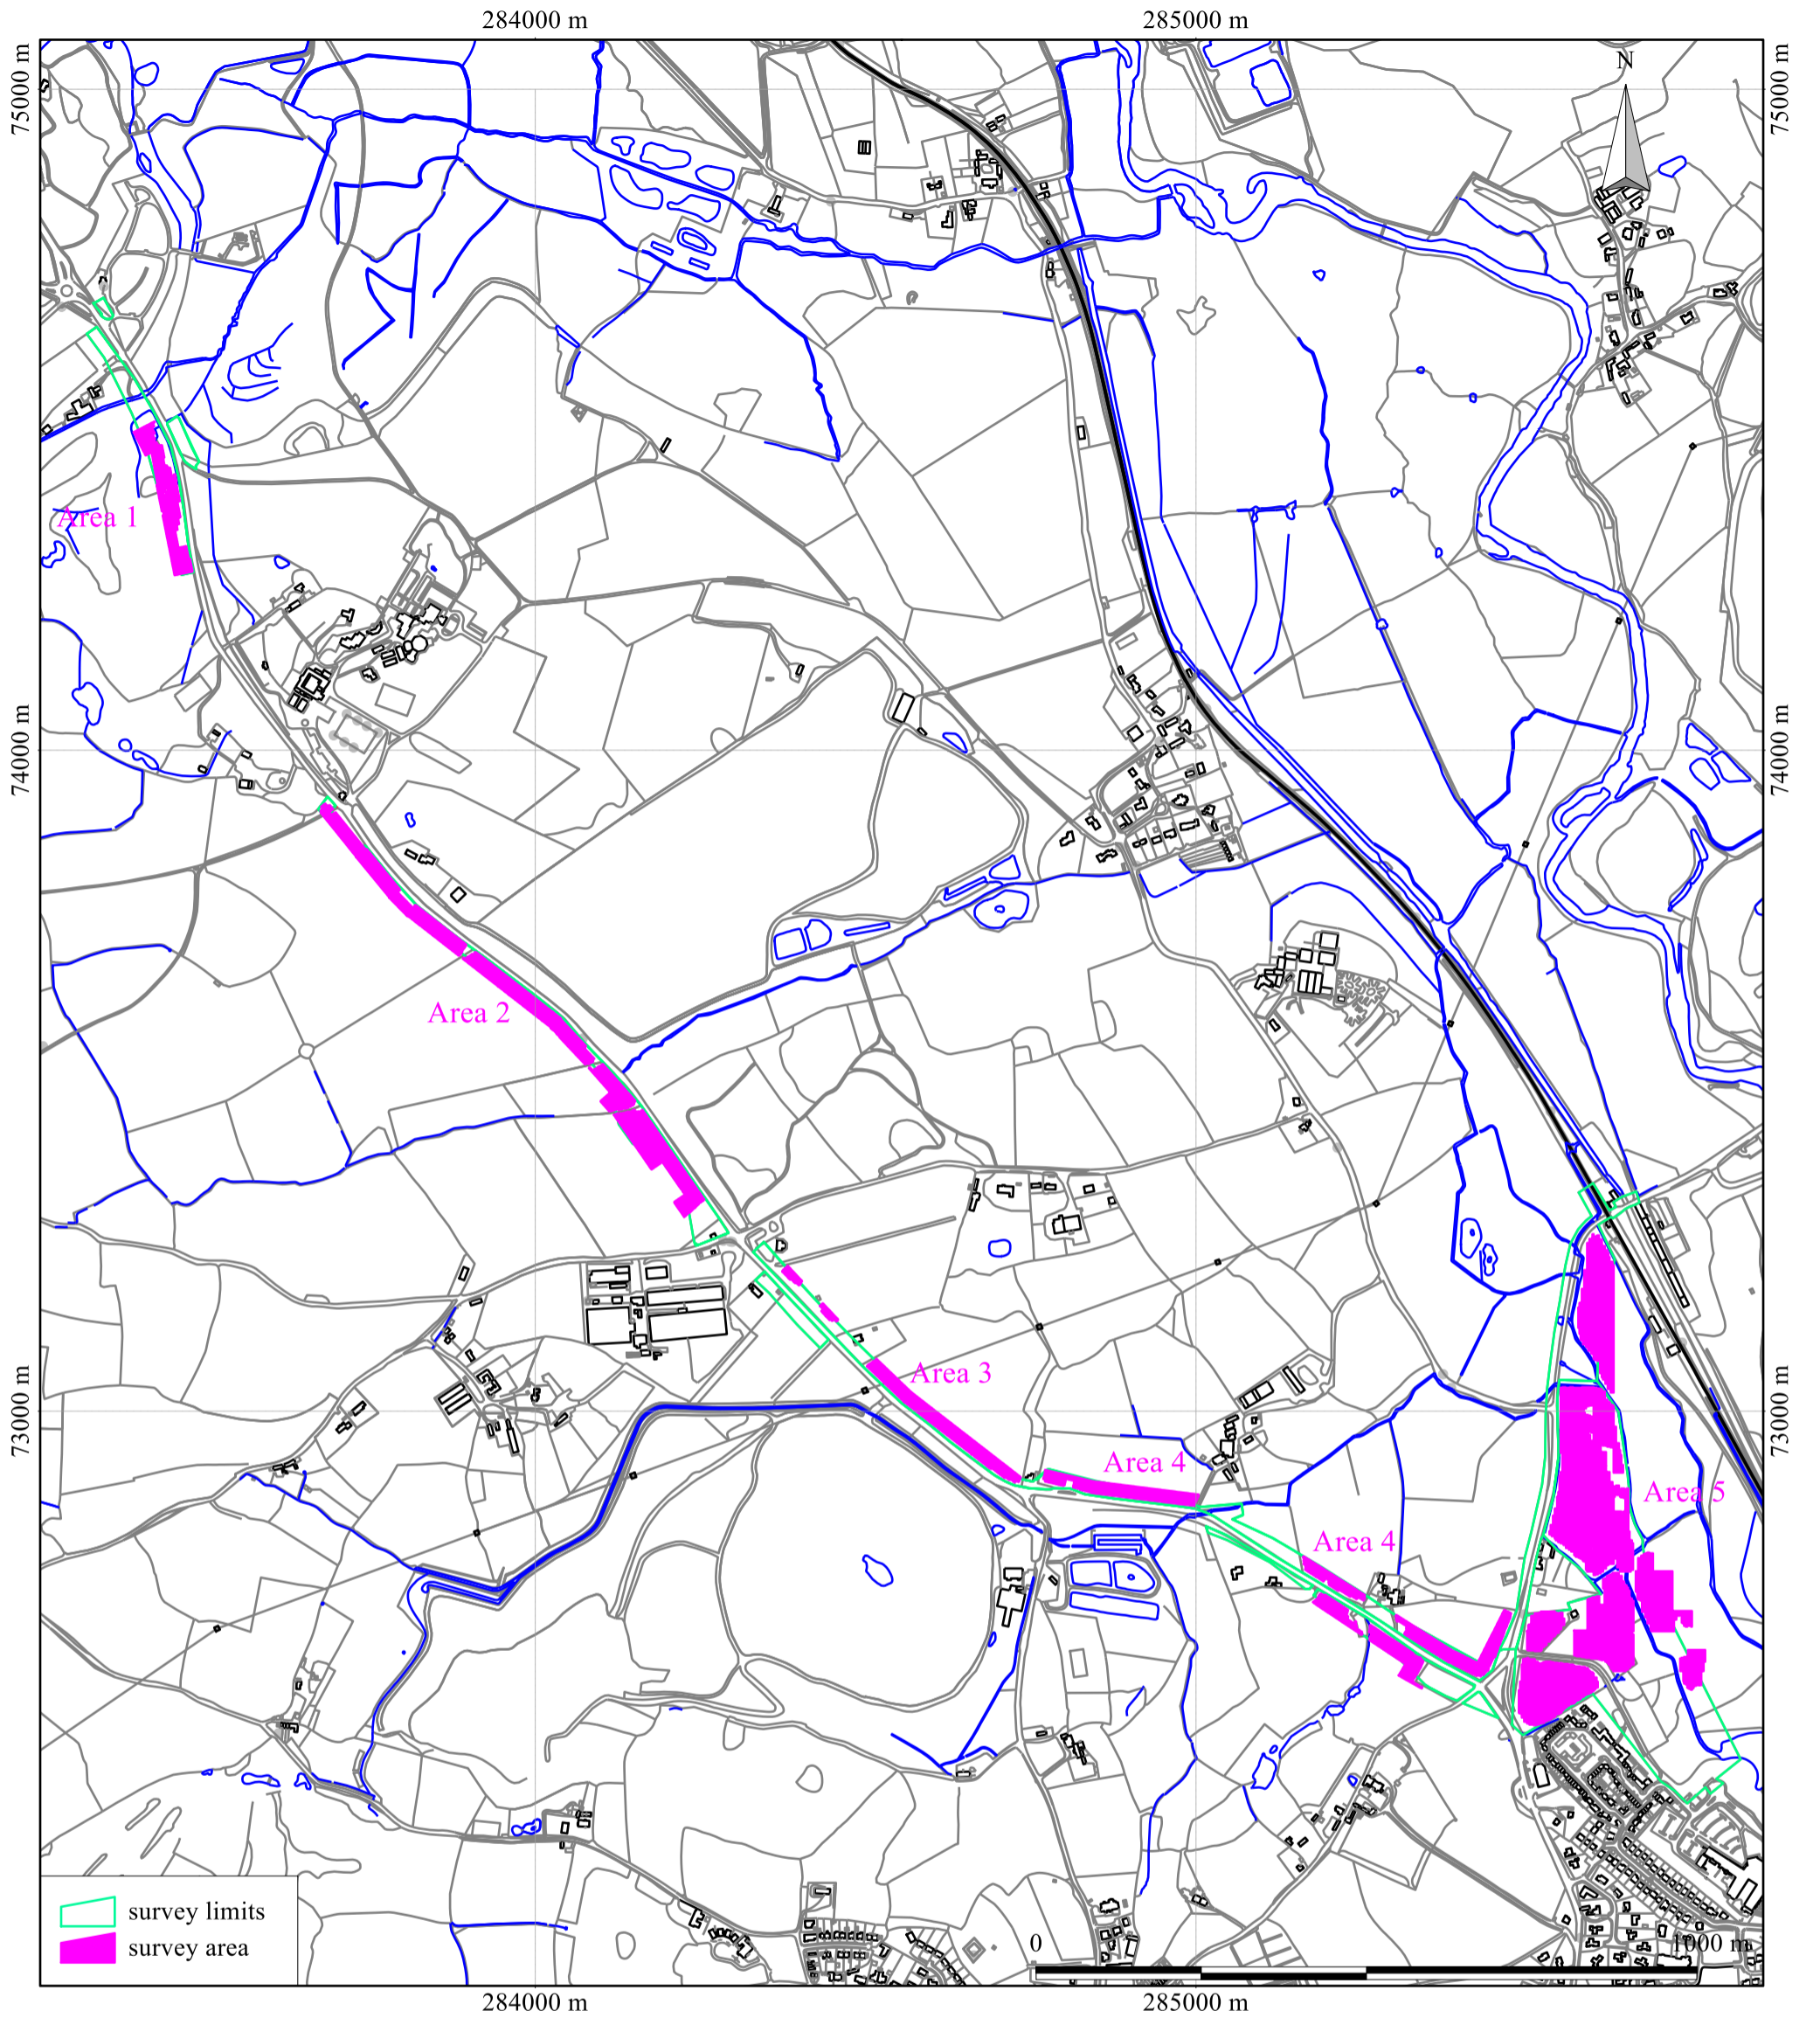 284000 m
285000 m
75000 m
75000 m
N
Area 1
74000 m
74000 m
Area 2
Area 3
73000 m
73000 m
Area 4
Area 5
Area 4
survey limits
survey area
0
1000 m
284000 m
285000 m